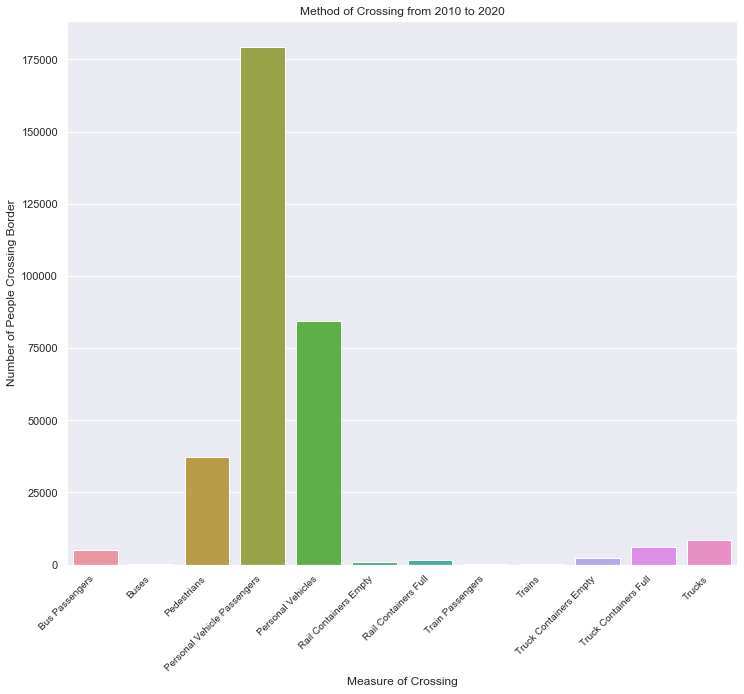 Method of Crossing from 2010 to 2020
Number of People Crossing Border
175000
150000
125000
100000
75000
50000
25000
0
Bus Passengers
Buses
Pedestrians
Personal Vehicle Passengers
Personal Vehicles
Rail Containers Empty
Rail Containers Full
Train Passengers
Trains
Truck Containers Empty
Truck Containers Full
Trucks
Measure of Crossing